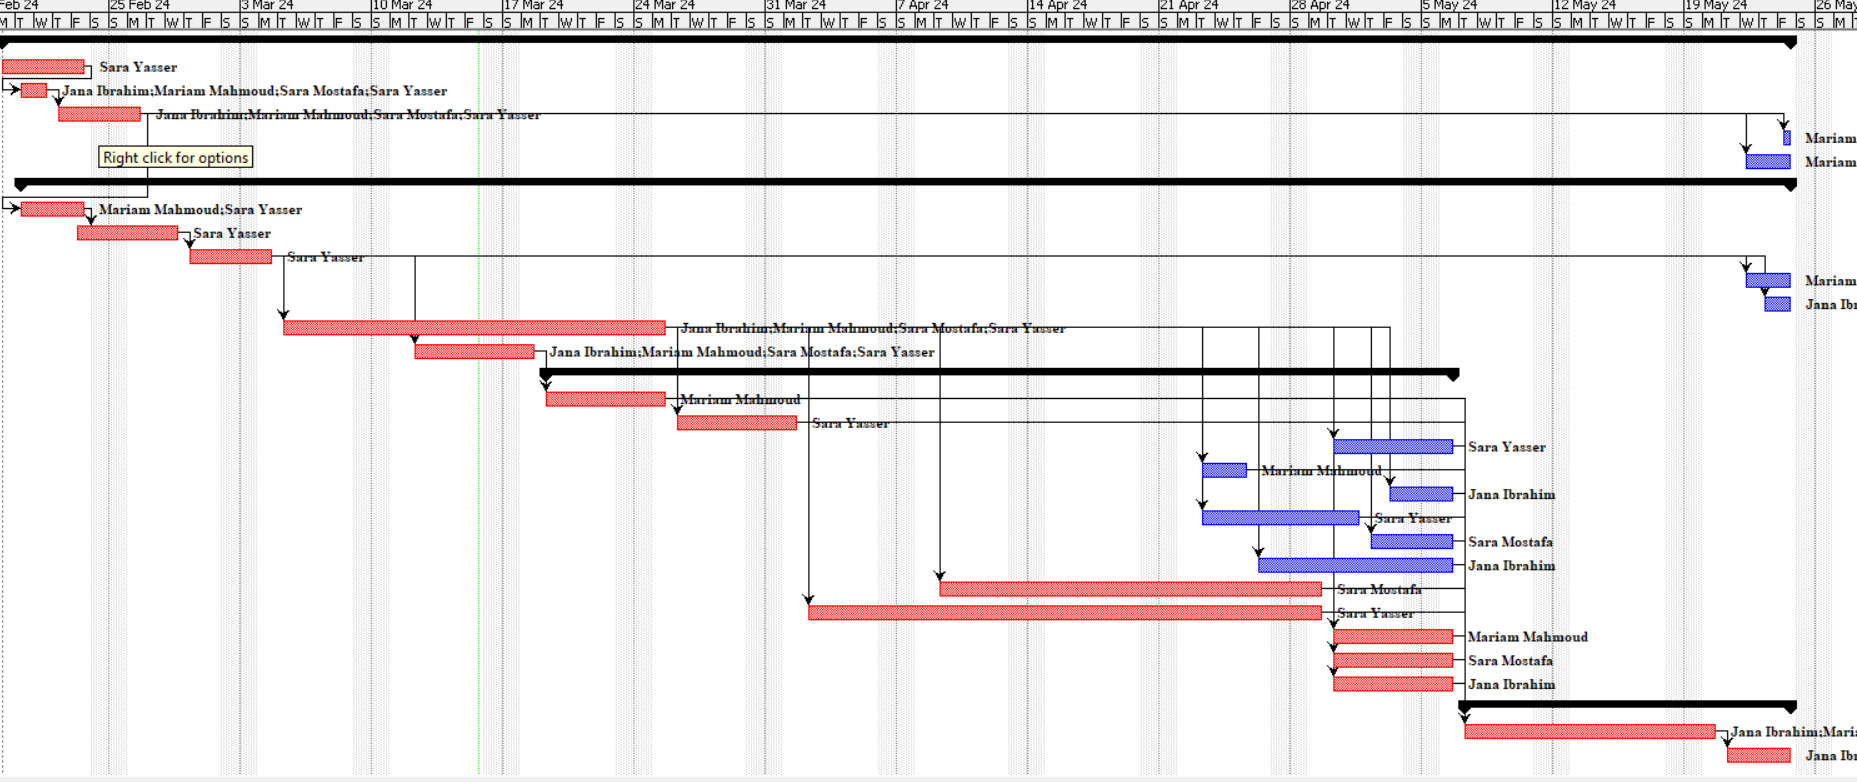 Feb 24 25 Feb 24 3 Mar 24 10 Mar 24 17 Mar 24 24 Mar 24 31 Mar 24 7 Apr 24 14 Apr 24 21 Apr 24 28 Apr 24 5 May 24 12 May 24 19 May 24 26 May
M T W T F S S M T W T F S S M T W T F S S M T W T F S S M T W T F S S M T W T F S S M T W T F S S M T W T F S S M T W T F S S M T W T F S S M T W T F S S M T W T F S S M T W T F S S M T W T F S S M
Sara Yasser
Jana Ibrahim;Mariam Mahmoud;Sara Mostafa;Sara Yasser
Jana Ibrahim;Mariam Mahmoud;Sara Mostafa;Sara Yasser
Mariam
Right click for options
Mariam
Mariam Mahmoud;Sara Yasser
Sara Yasser
Sara Yasser
Mariam
Jana Ibr
Jana Ibrahim;Mariam Mahmoud;Sara Mostafa;Sara Yasser
Jana Ibrahim;Mariam Mahmoud;Sara Mostafa;Sara Yasser
Mariam Mahmoud
Sara Yasser
Sara Yasser
Mariam Mahmoud
Jana Ibrahim
Sara Yasser
Sara Mostafa
Jana Ibrahim
Sara Mostafa
Sara Yasser
Mariam Mahmoud
Sara Mostafa
Jana Ibrahim
Jana Ibrahim;Maria
Jana Ibr